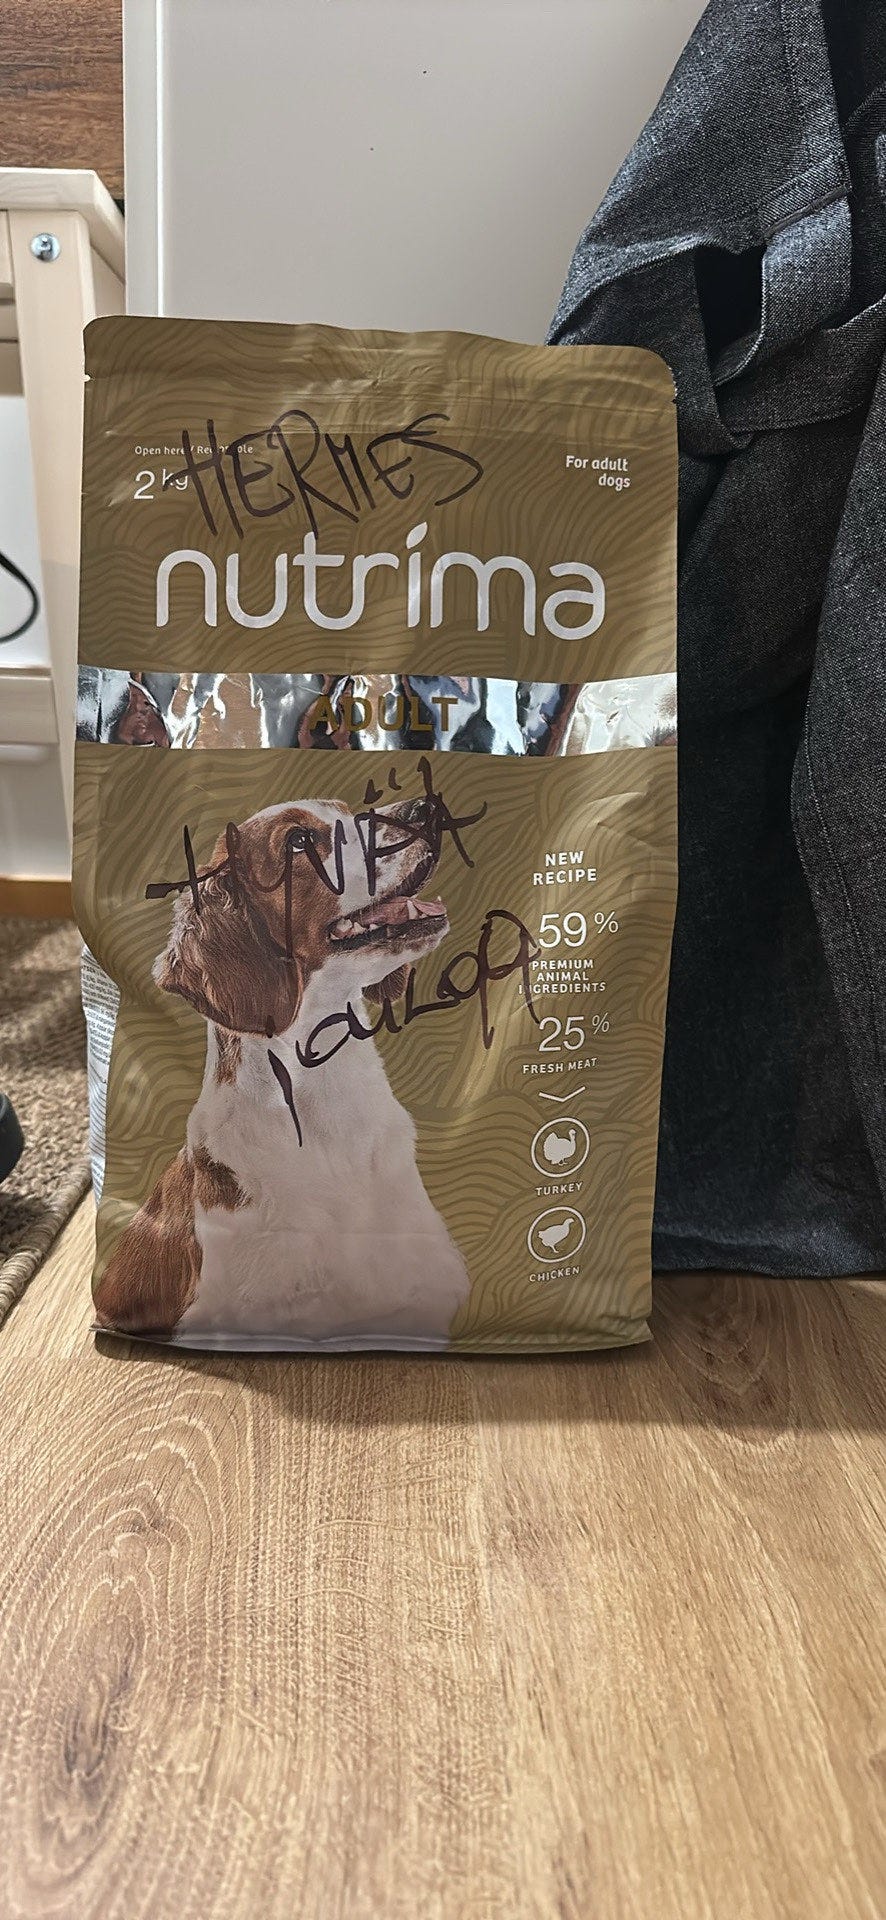 HERMES
Open here / Reclosable
2 kg
For adult
dogs
nutrima
ADULT
HYVÄÄ
JOULUA
NEW
RECIPE
59%
PREMIUM
ANIMAL
INGREDIENTS
25%
FRESH MEAT
TURKEY
CHICKEN